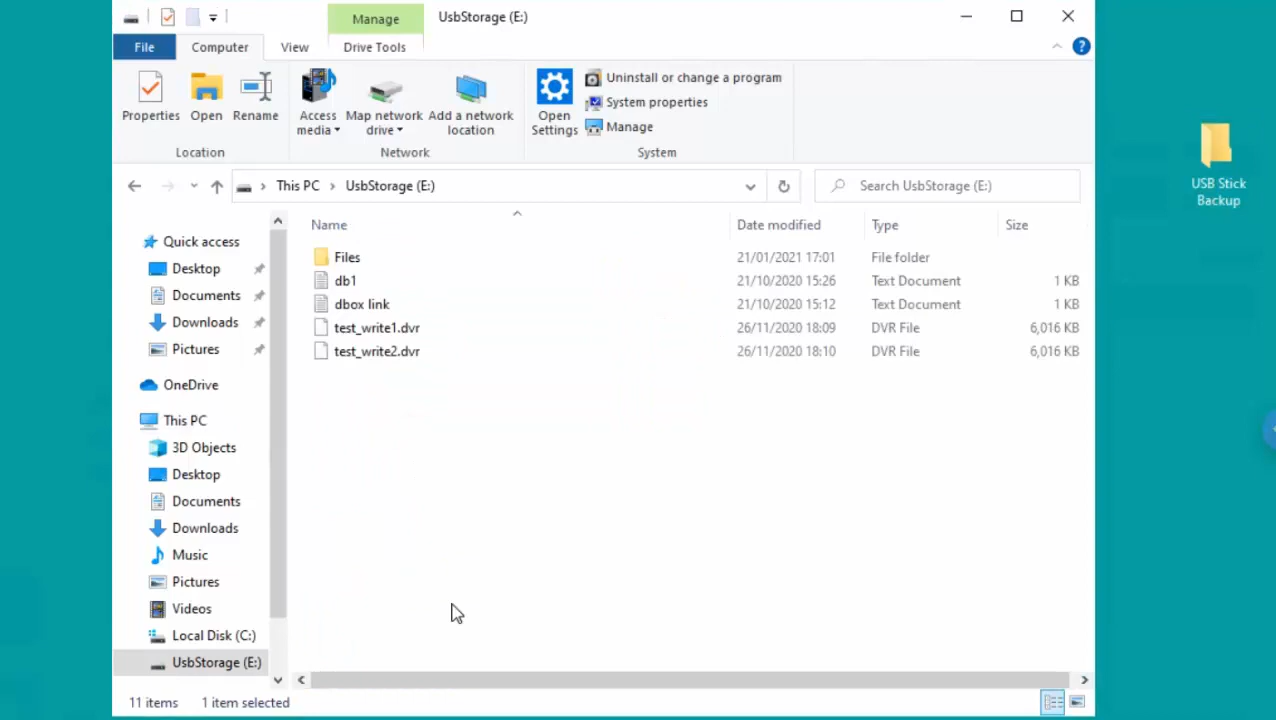 Manage
UsbStorage (E:)
File
Computer
View
Drive Tools
Properties
Open
Rename
Access media
Map network drive
Add a network location
Open Settings
Uninstall or change a program
System properties
Manage
Location
Network
System
This PC
UsbStorage (E:)
Search UsbStorage (E:)
USB Stick
Backup
Name
Date modified
Type
Size
Files 21/01/2021 17:01 File folder
db1 21/10/2020 15:26 Text Document 1 KB
dbox link 21/10/2020 15:12 Text Document 1 KB
test_write1.dvr 26/11/2020 18:09 DVR File 6,016 KB
test_write2.dvr 26/11/2020 18:10 DVR File 6,016 KB
Quick access
Desktop
Documents
Downloads
Pictures
OneDrive
This PC
3D Objects
Desktop
Documents
Downloads
Music
Pictures
Videos
Local Disk (C:)
UsbStorage (E:)
11 items 1 item selected